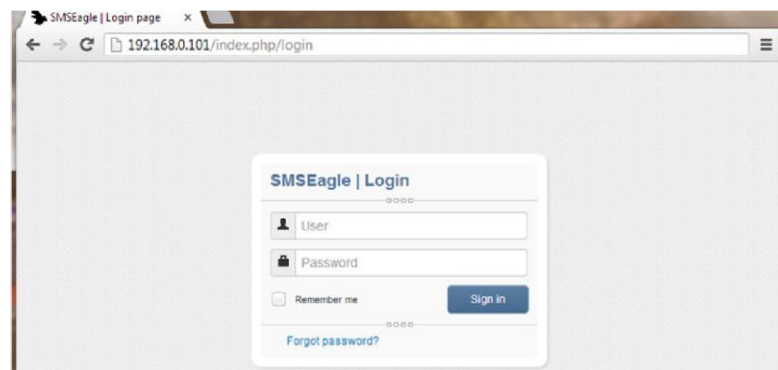 SMSEagle | Login page
192.168.0.101/index.php/login
SMSEagle | Login
User
Password
Remember me
Sign in
Forgot password?